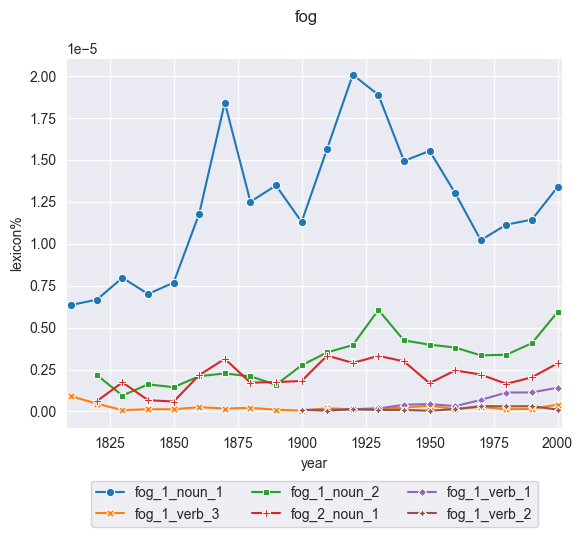 fog
1e−5
2.00
1.75
1.50
1.25
1.00
0.75
0.50
0.25
0.00
lexicon%
1825 1850 1875 1900 1925 1950 1975 2000
year
fog_1_noun_1 fog_1_noun_2 fog_1_verb_1
fog_1_verb_3 fog_2_noun_1 fog_1_verb_2